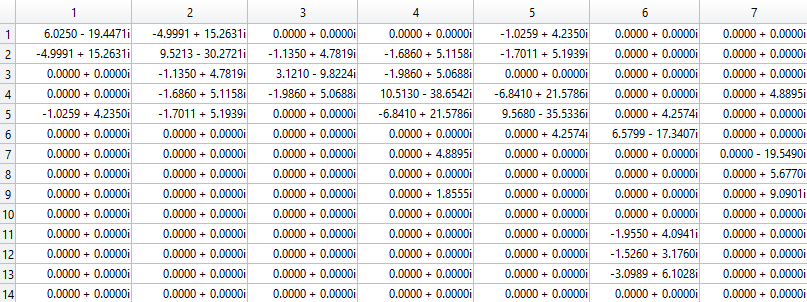 1 2 3 4 5 6 7
1 6.0250 - 19.4471i -4.9991 + 15.2631i 0.0000 + 0.0000i 0.0000 + 0.0000i -1.0259 + 4.2350i 0.0000 + 0.0000i 0.0000 + 0.0000i
2 -4.9991 + 15.2631i 9.5213 - 30.2721i -1.1350 + 4.7819i -1.6860 + 5.1158i -1.7011 + 5.1939i 0.0000 + 0.0000i 0.0000 + 0.0000i
3 0.0000 + 0.0000i -1.1350 + 4.7819i 3.1210 - 9.8224i -1.9860 + 5.0688i 0.0000 + 0.0000i 0.0000 + 0.0000i 0.0000 + 0.0000i
4 0.0000 + 0.0000i -1.6860 + 5.1158i -1.9860 + 5.0688i 10.5130 - 38.6542i -6.8410 + 21.5786i 0.0000 + 0.0000i 0.0000 + 4.8895i
5 -1.0259 + 4.2350i -1.7011 + 5.1939i 0.0000 + 0.0000i -6.8410 + 21.5786i 9.5680 - 35.5336i 0.0000 + 4.2574i 0.0000 + 0.0000i
6 0.0000 + 0.0000i 0.0000 + 0.0000i 0.0000 + 0.0000i 0.0000 + 0.0000i 0.0000 + 4.2574i 6.5799 - 17.3407i 0.0000 + 0.0000i
7 0.0000 + 0.0000i 0.0000 + 0.0000i 0.0000 + 0.0000i 0.0000 + 4.8895i 0.0000 + 0.0000i 0.0000 + 0.0000i 0.0000 - 19.5490i
8 0.0000 + 0.0000i 0.0000 + 0.0000i 0.0000 + 0.0000i 0.0000 + 0.0000i 0.0000 + 0.0000i 0.0000 + 0.0000i 0.0000 + 5.6770i
9 0.0000 + 0.0000i 0.0000 + 0.0000i 0.0000 + 0.0000i 0.0000 + 1.8555i 0.0000 + 0.0000i 0.0000 + 0.0000i 0.0000 + 9.0901i
10 0.0000 + 0.0000i 0.0000 + 0.0000i 0.0000 + 0.0000i 0.0000 + 0.0000i 0.0000 + 0.0000i 0.0000 + 0.0000i 0.0000 + 0.0000i
11 0.0000 + 0.0000i 0.0000 + 0.0000i 0.0000 + 0.0000i 0.0000 + 0.0000i 0.0000 + 0.0000i -1.9550 + 4.0941i 0.0000 + 0.0000i
12 0.0000 + 0.0000i 0.0000 + 0.0000i 0.0000 + 0.0000i 0.0000 + 0.0000i 0.0000 + 0.0000i -1.5260 + 3.1760i 0.0000 + 0.0000i
13 0.0000 + 0.0000i 0.0000 + 0.0000i 0.0000 + 0.0000i 0.0000 + 0.0000i 0.0000 + 0.0000i -3.0989 + 6.1028i 0.0000 + 0.0000i
14 0.0000 + 0.0000i 0.0000 + 0.0000i 0.0000 + 0.0000i 0.0000 + 0.0000i 0.0000 + 0.0000i 0.0000 + 0.0000i 0.0000 + 0.0000i